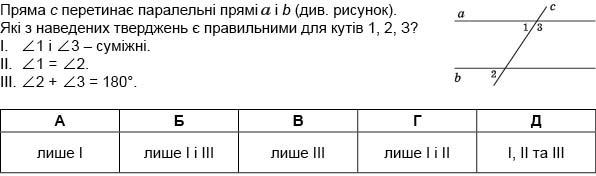 Пряма c перетинає паралельні прямі a і b (див. рисунок).
Які з наведених тверджень є правильними для кутів 1, 2, 3?
I. ∠1 і ∠3 – суміжні.
II. ∠1 = ∠2.
III. ∠2 + ∠3 = 180°.
a
c
1 3
b
2
А Б В Г Д
лише I лише I і III лише III лише I і II I, II та III